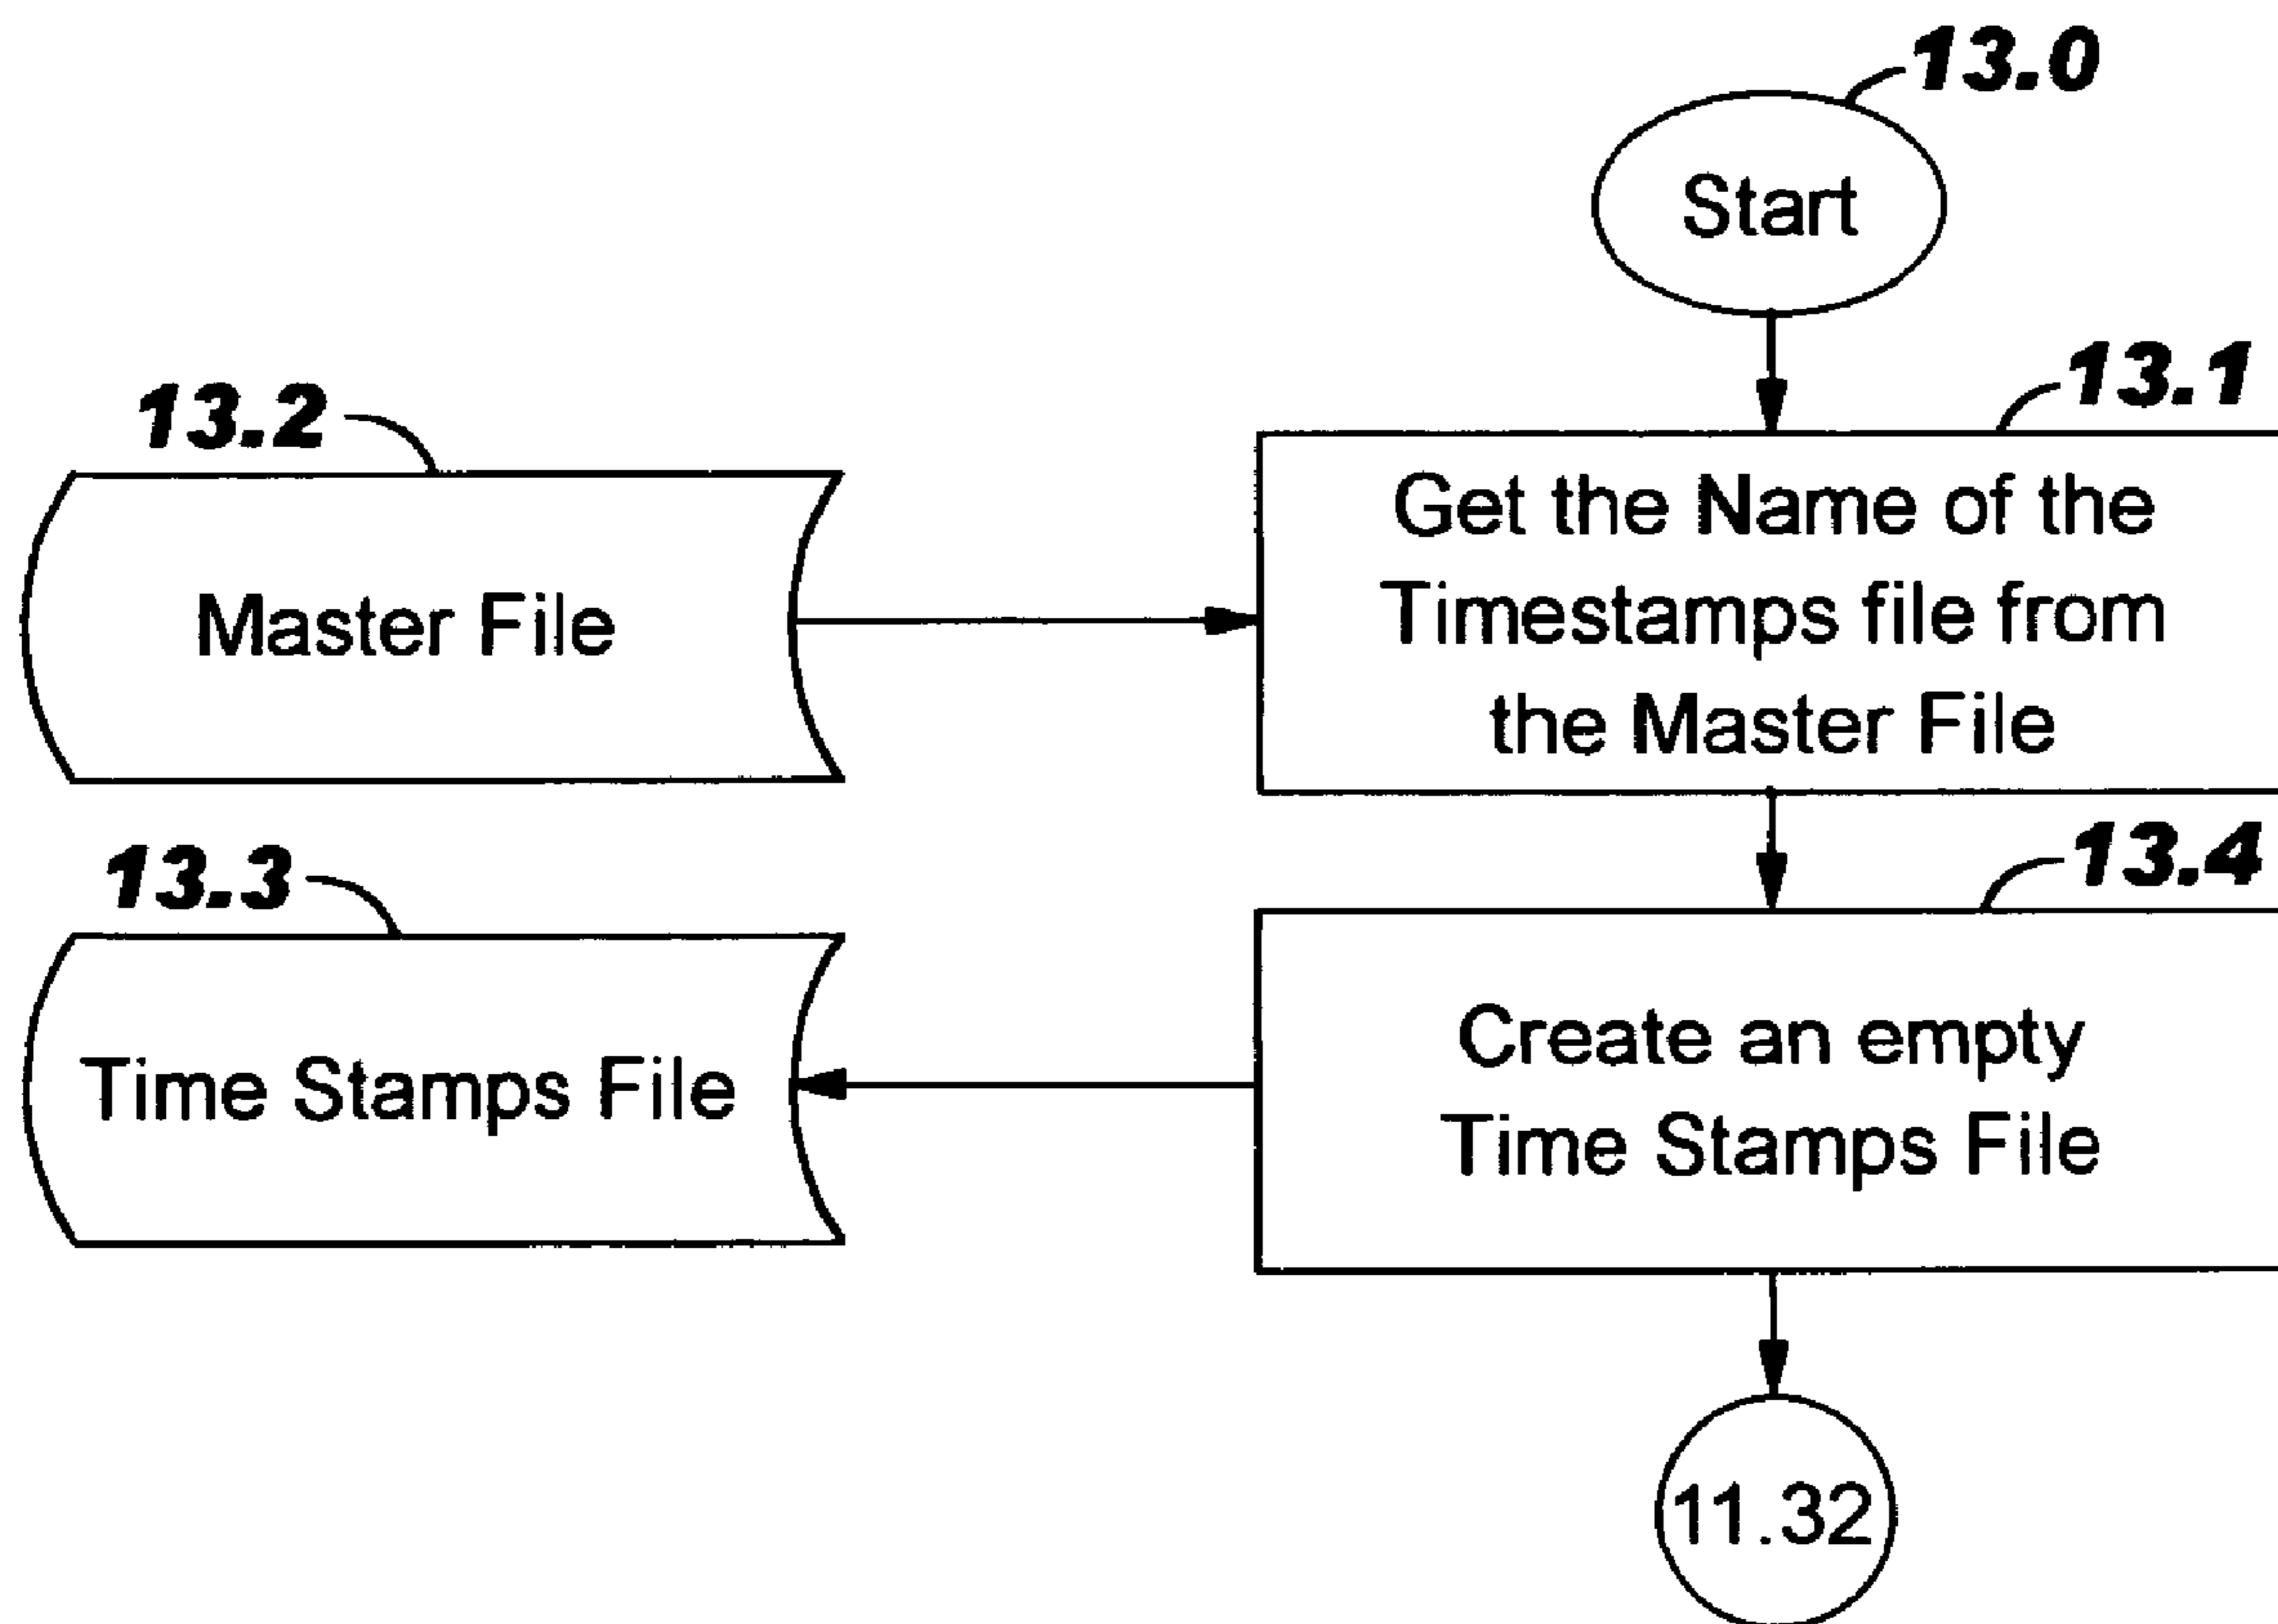 13.0
Start
13.1
Get the Name of the
Timestamps file from
the Master File
13.2
Master File
13.4
Create an empty
Time Stamps File
13.3
Time Stamps File
11.32